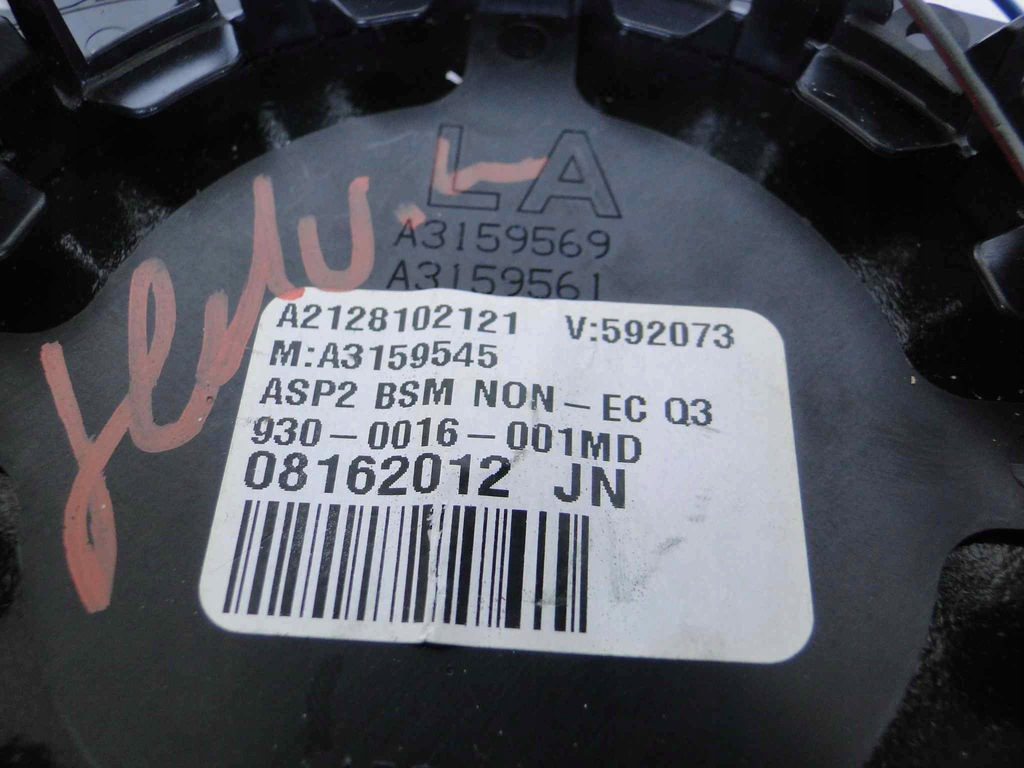 LA
A3159569
A3159561
A2128102121 V:592073
M:A3159545
ASP2 BSM NON-EC Q3
930-0016-001MD
08162012 JN